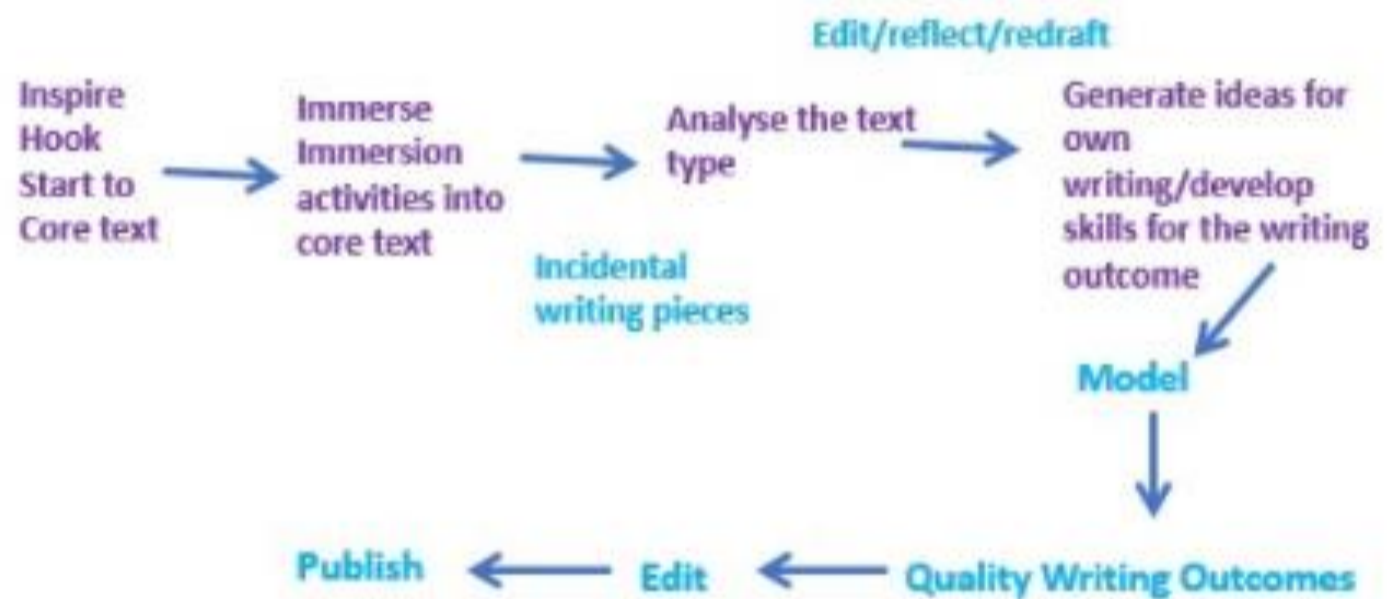 Edit/reflect/redraft
Inspire
Hook
Start to
Core text
Immerse
Immersion
activities into
core text
Analyse the text
type
Generate ideas for
own
writing/develop
skills for the writing
outcome
Incidental
writing pieces
Model
Quality Writing Outcomes
Edit
Publish